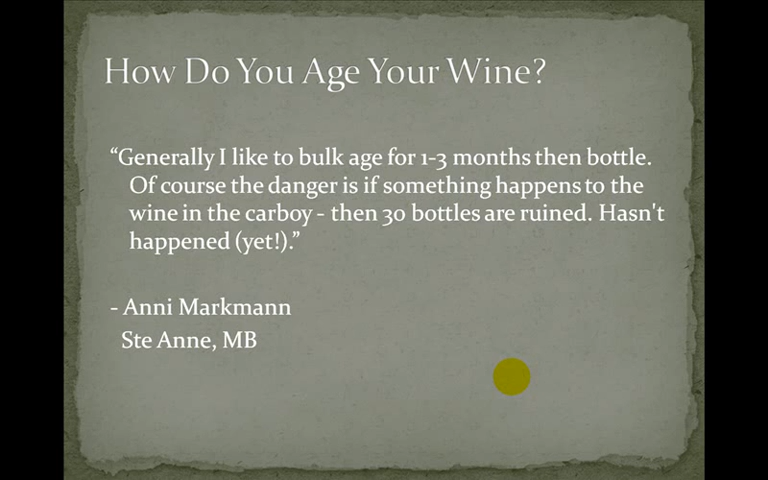 How Do You Age Your Wine?
“Generally I like to bulk age for 1-3 months then bottle.
Of course the danger is if something happens to the
wine in the carboy - then 30 bottles are ruined. Hasn't
happened (yet!).”
- Anni Markmann
Ste Anne, MB